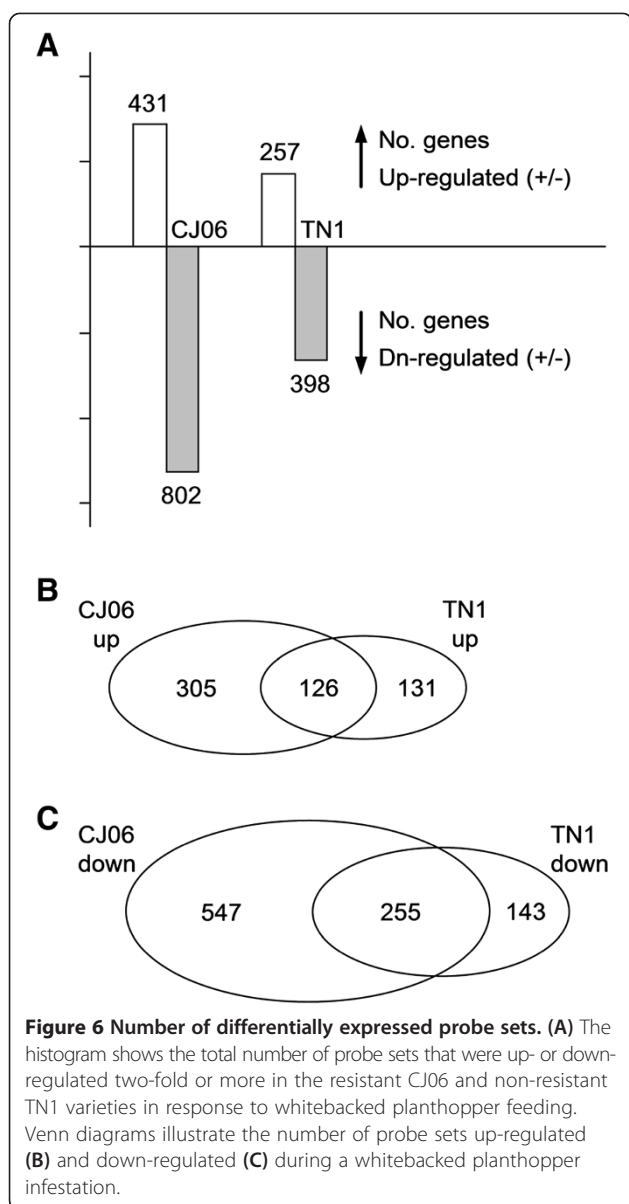 A
431
257
No. genes
Up-regulated (+/-)
CJ06
TN1
No. genes
Dn-regulated (+/-)
398
802
B
CJ06
up
TN1
up
305
126
131
C
CJ06
down
TN1
down
547
255
143
Figure 6 Number of differentially expressed probe sets. (A) The
histogram shows the total number of probe sets that were up- or down-
regulated two-fold or more in the resistant CJ06 and non-resistant
TN1 varieties in response to whitebacked planthopper feeding.
Venn diagrams illustrate the number of probe sets up-regulated
(B) and down-regulated (C) during a whitebacked planthopper
infestation.